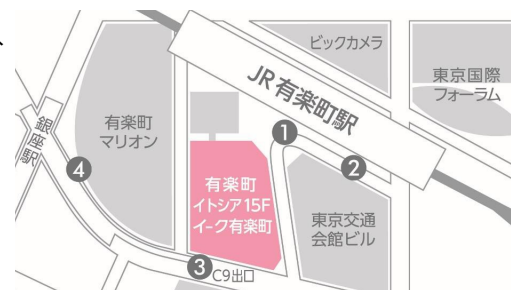 ビックカメラ
JR有楽町駅
東京国際
フォーラム
銀座駅
有楽町
マリオン
①
②
④
有楽町
イトシア15F
イーク有楽町
東京交通
会館ビル
③
C9出口